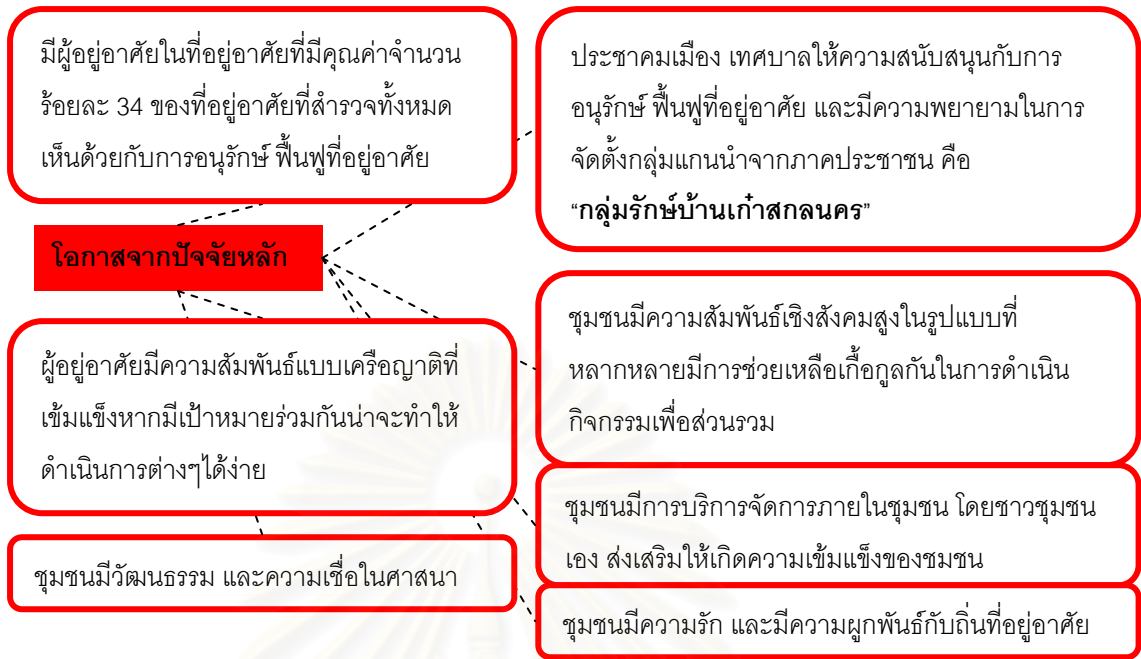 มีผู้อยู่อาศัยในที่อยู่อาศัยที่มีคุณค่าจำนวน
ร้อยละ 34 ของที่อยู่อาศัยที่สำรวจทั้งหมด
เห็นด้วยกับการอนุรักษ์ ฟื้นฟูที่อยู่อาศัย
ประชาคมเมือง เทศบาลให้ความสนับสนุนกับการ
อนุรักษ์ ฟื้นฟูที่อยู่อาศัย และมีความพยายามในการ
จัดตั้งกลุ่มแกนนำจากภาคประชาชน คือ
“กลุ่มรักษ์บ้านเก๋าสกลนคร”
โอกาสจากปัจจัยหลัก
ผู้อยู่อาศัยมีความสัมพันธ์แบบเครือญาติที่
เข้มแข็งหากมีเป้าหมายร่วมกันน่าจะทำให้
ดำเนินการต่างๆได้ง่าย
ชุมชนมีความสัมพันธ์เชิงสังคมสูงในรูปแบบที่
หลากหลายมีการช่วยเหลือเกื้อกูลกันในการดำเนิน
กิจกรรมเพื่อส่วนรวม
ชุมชนมีการบริการจัดการภายในชุมชน โดยชาวชุมชน
เอง ส่งเสริมให้เกิดความเข้มแข็งของชมชน
ชุมชนมีวัฒนธรรม และความเชื่อในศาสนา
ชุมชนมีความรัก และมีความผูกพันธ์กับถิ่นที่อยู่อาศัย